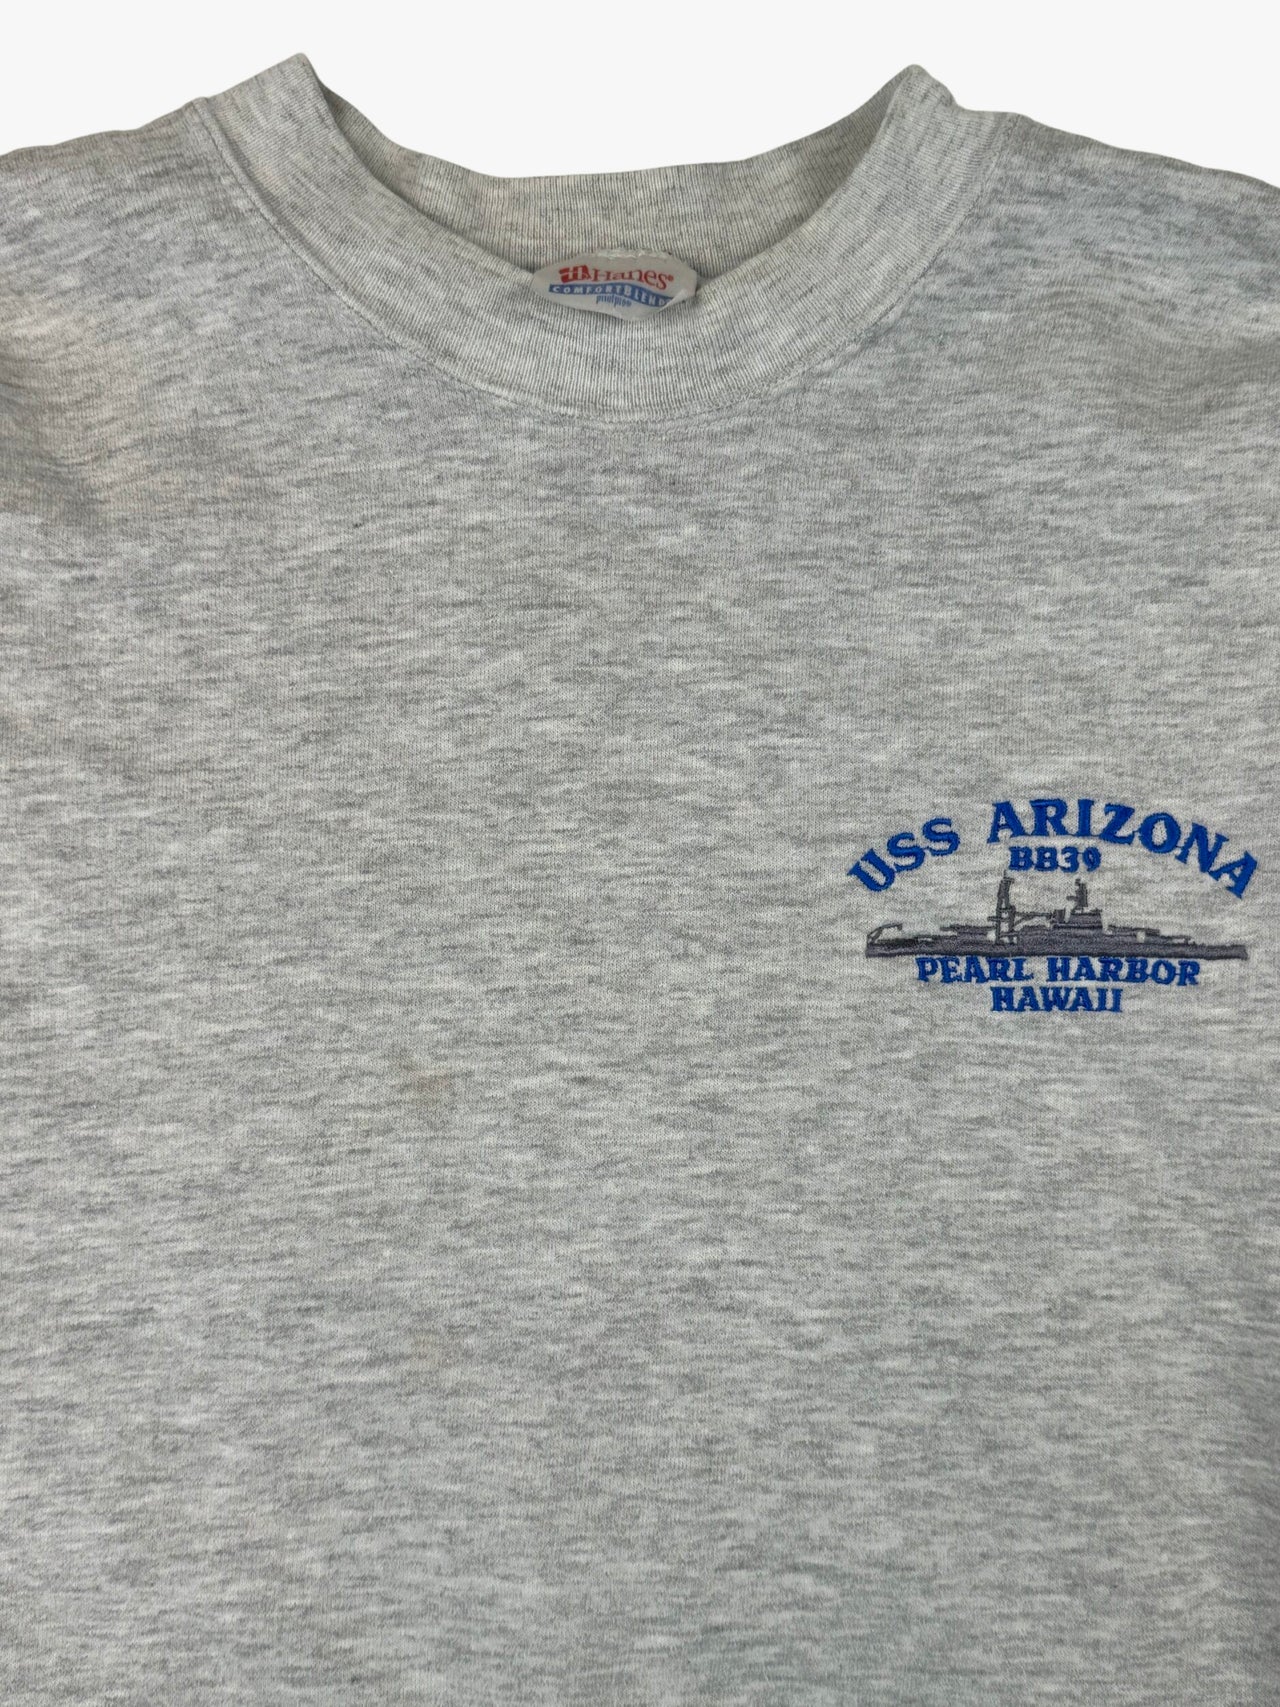 Hanes®
COMFORTBLEND
USS ARIZONA
BB39
PEARL HARBOR
HAWAII